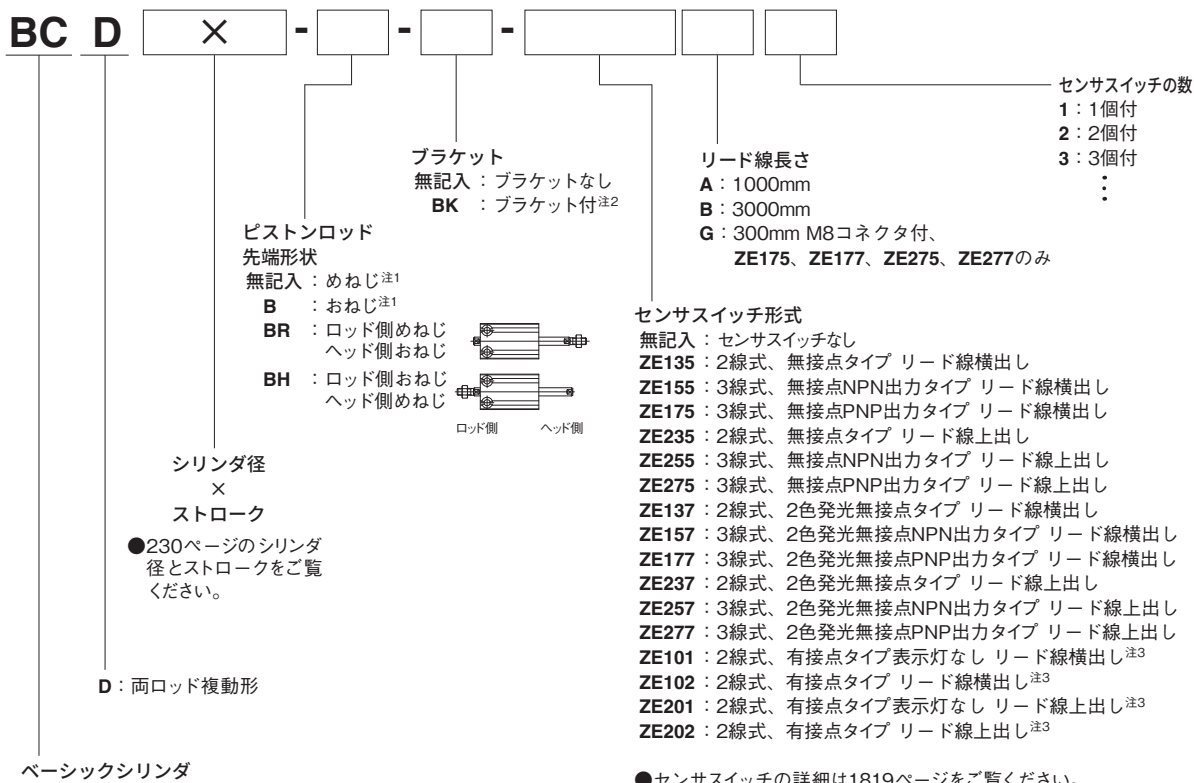 BC D × - - -
センサスイッチの数
1：1個付
2：2個付
3：3個付
⋮
リード線長さ
A：1000mm
B：3000mm
G：300mm M8コネクタ付、
ZE175、ZE177、ZE275、ZE277のみ
ブラケット
無記入：ブラケットなし
BK：ブラケット付注2
ピストンロッド
先端形状
無記入：めねじ注1
B：おねじ注1
BR：ロッド側めねじ
ヘッド側おねじ
BH：ロッド側おねじ
ヘッド側めねじ
ロッド側 ヘッド側
センサスイッチ形式
無記入：センサスイッチなし
ZE135：2線式、無接点タイプ リード線横出し
ZE155：3線式、無接点NPN出力タイプ リード線横出し
ZE175：3線式、無接点PNP出力タイプ リード線横出し
ZE235：2線式、無接点タイプ リード線上出し
ZE255：3線式、無接点NPN出力タイプ リード線上出し
ZE275：3線式、無接点PNP出力タイプ リード線上出し
ZE137：2線式、2色発光無接点タイプ リード線横出し
ZE157：3線式、2色発光無接点NPN出力タイプ リード線横出し
ZE177：3線式、2色発光無接点PNP出力タイプ リード線横出し
ZE237：2線式、2色発光無接点タイプ リード線上出し
ZE257：3線式、2色発光無接点NPN出力タイプ リード線上出し
ZE277：3線式、2色発光無接点PNP出力タイプ リード線上出し
ZE101：2線式、有接点タイプ表示灯なし リード線横出し注3
ZE102：2線式、有接点タイプ リード線横出し注3
ZE201：2線式、有接点タイプ表示灯なし リード線上出し注3
ZE202：2線式、有接点タイプ リード線上出し注3
●センサスイッチの詳細は1819ページをご覧ください。
シリンダ径
×
ストローク
●230ページのシリンダ
径とストロークをご覧
ください。
D：両ロッド複動形
ベーシックシリンダ